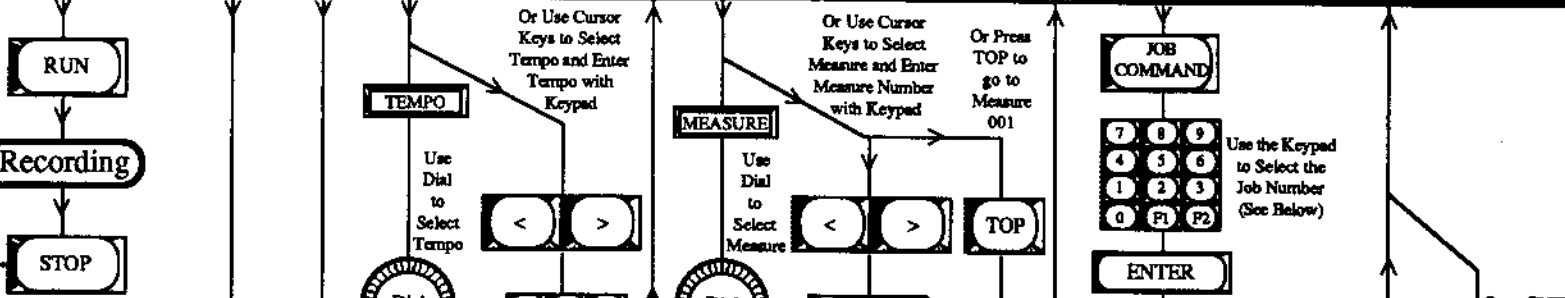 RUN
Recording
STOP
TEMPO
Use
Dial
to
Select
Tempo
Or Use Cursor
Keys to Select
Tempo and Enter
Tempo with
Keypad
< >
MEASURE
Use
Dial
to
Select
Measure
Or Use Cursor
Keys to Select
Measure and Enter
Measure Number
with Keypad
< >
Or Press
TOP to
go to
Measure
001
TOP
JOB
COMMAND
7 8 9
4 5 6
1 2 3
0 F1 F2
Use the Keypad
to Select the
Job Number
(See Below)
ENTER